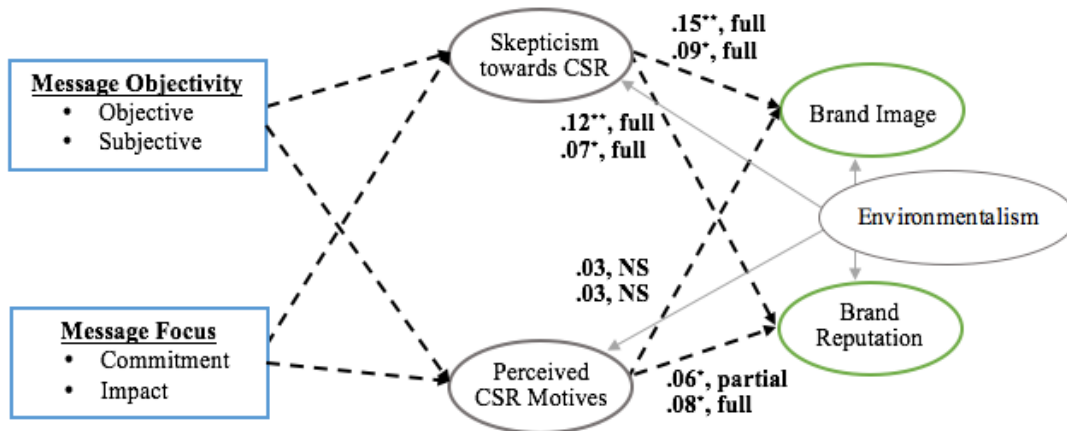 Message Objectivity
• Objective
• Subjective
Skepticism
towards CSR
.15**, full
.09*, full
Brand Image
.12**, full
.07*, full
Environmentalism
.03, NS
.03, NS
Message Focus
• Commitment
• Impact
Perceived
CSR Motives
Brand
Reputation
.06*, partial
.08*, full